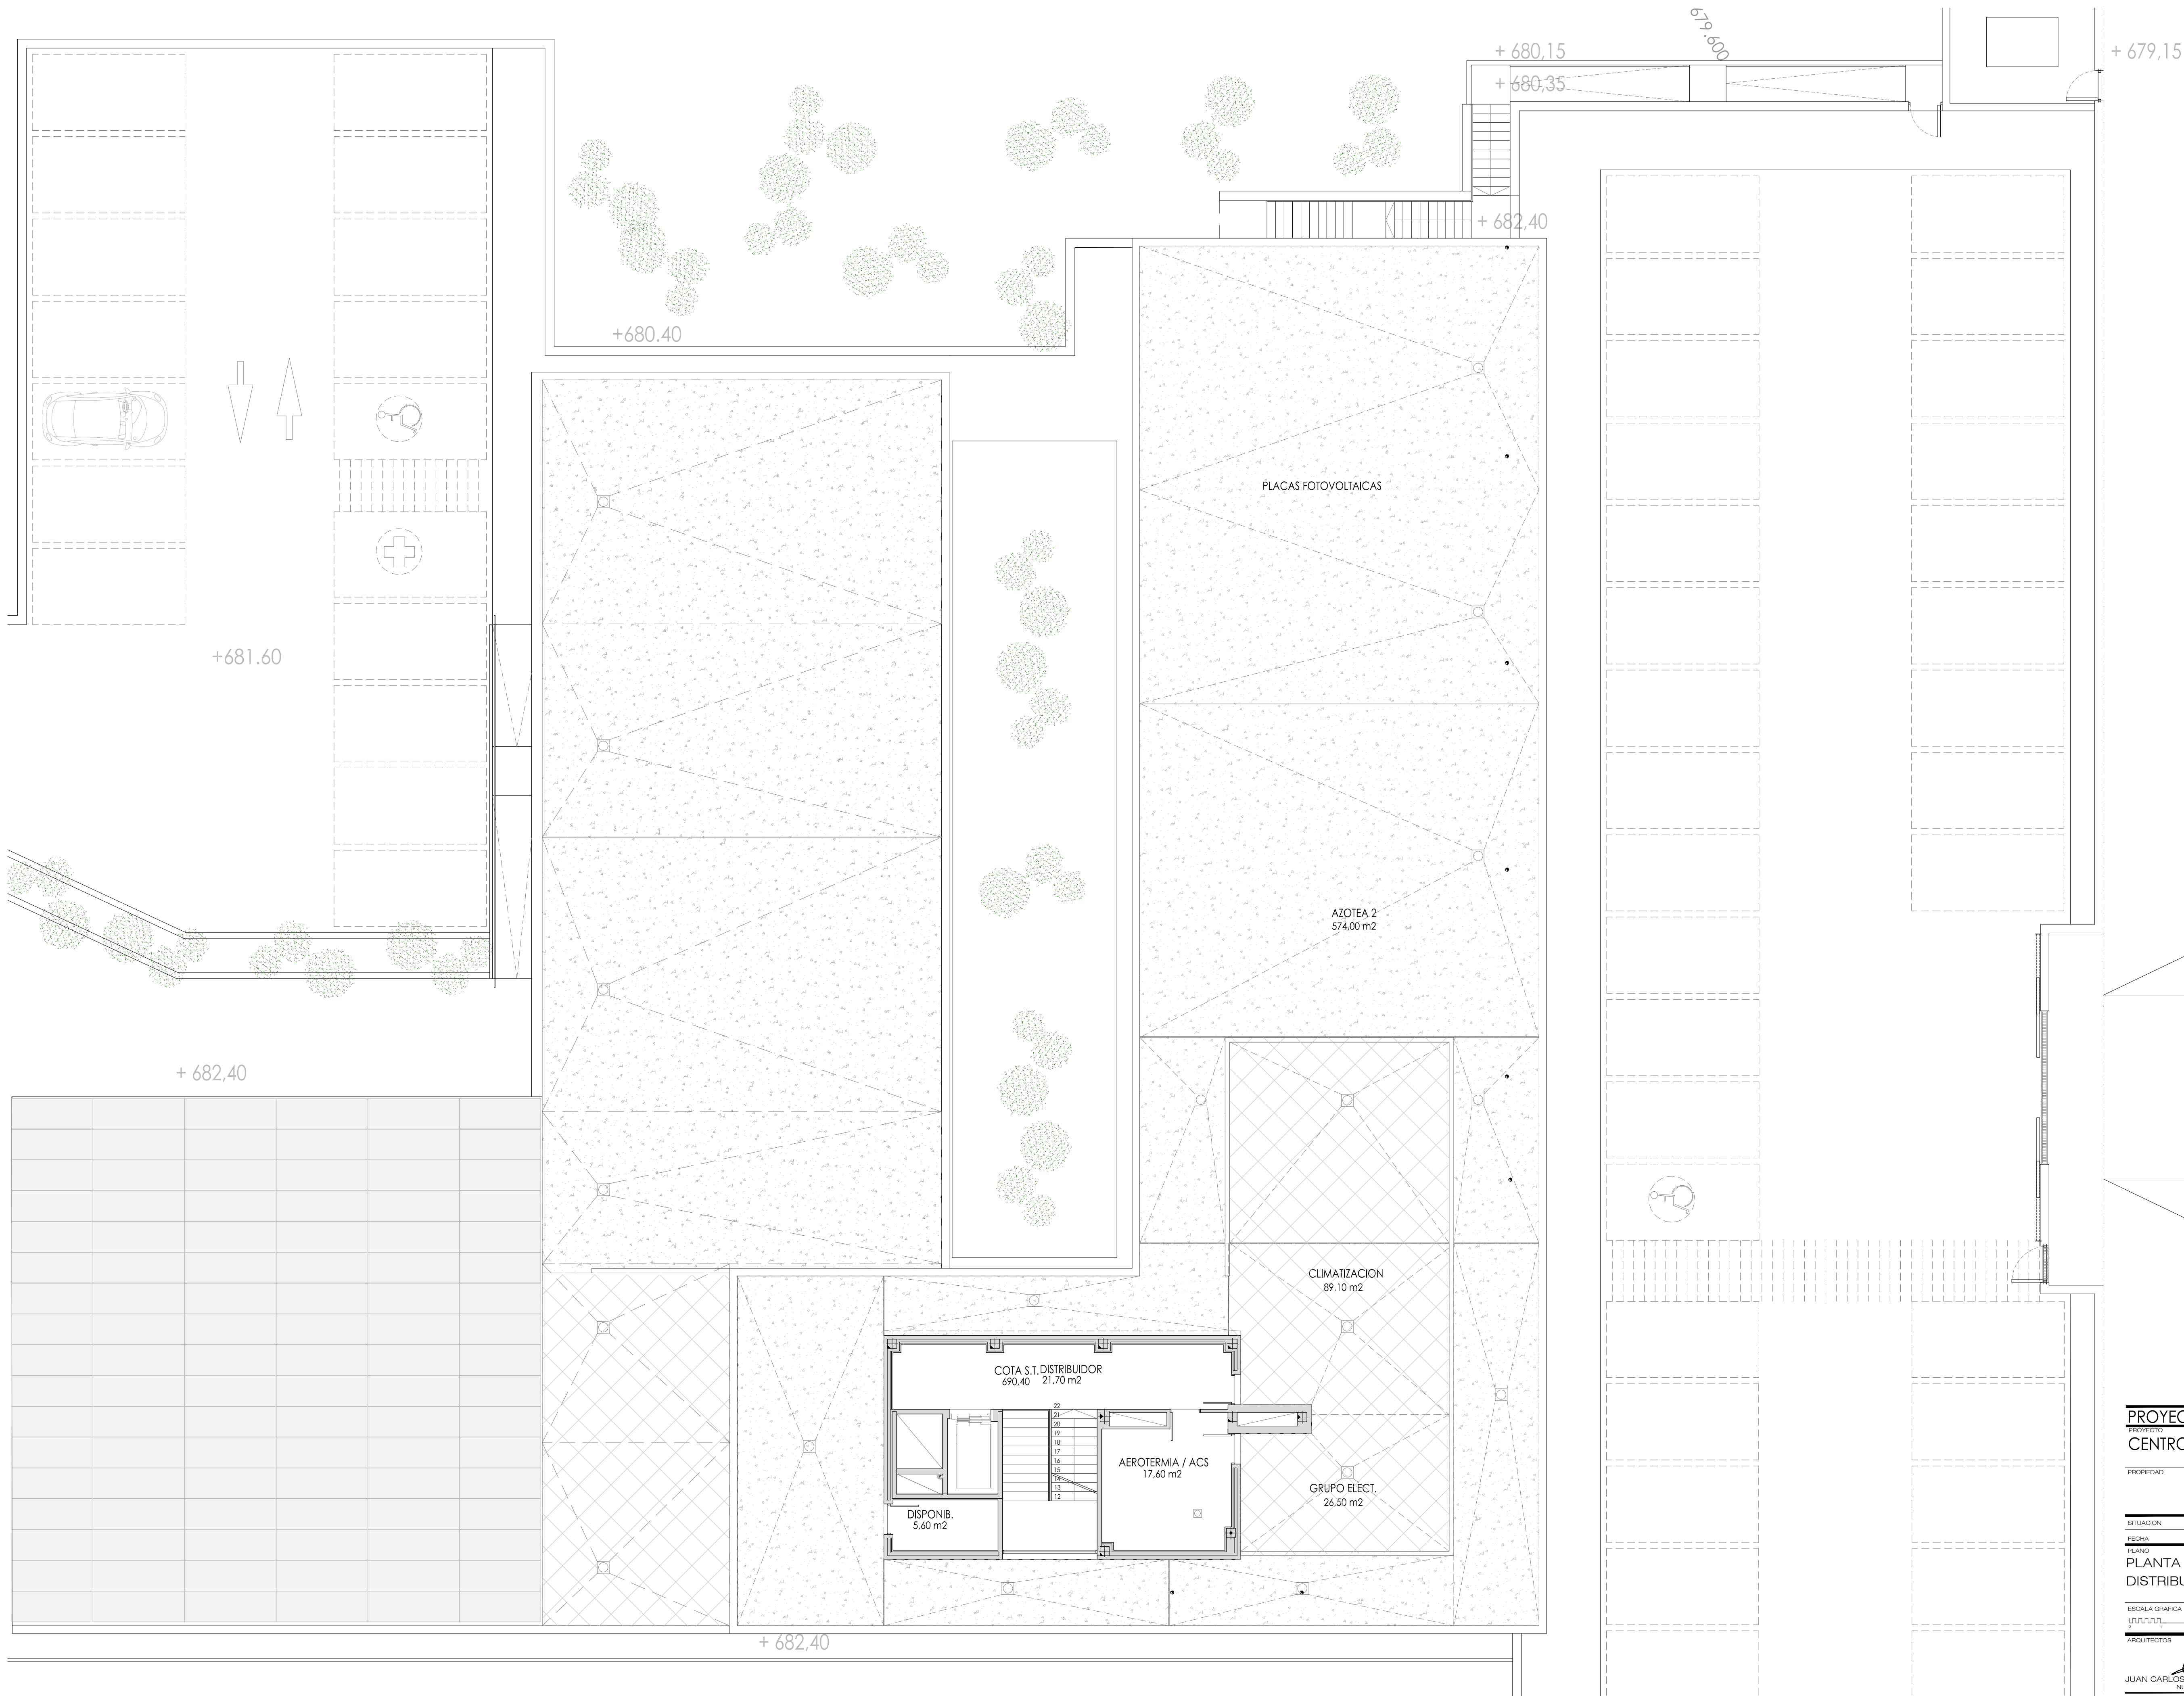 679.600
+ 680,15
+ 679,15
+ 680,35
+ 682,40
+680.40
PLACAS FOTOVOLTAICAS
+681.60
AZOTEA 2
574,00 m2
+ 682,40
CLIMATIZACION
89,10 m2
COTA S.T.
690,40
DISTRIBUIDOR
21,70 m2
22
21
20
19
18
17
16
15
14
13
12
AEROTERMIA / ACS
17,60 m2
GRUPO ELECT.
26,50 m2
DISPONIB.
5,60 m2
+ 682,40
PROYEC
PROYECTO
CENTRO
PROPIEDAD
SITUACION
FECHA
PLANO
PLANTA
DISTRIBU
ESCALA GRAFICA
0 1
ARQUITECTOS
JUAN CARLOS